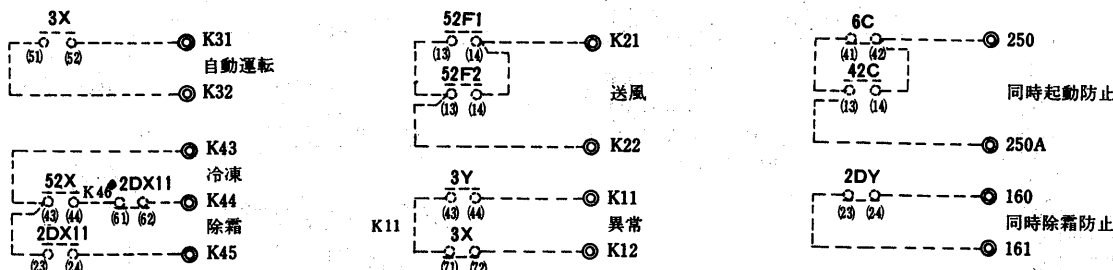 3X
(51) (52)
K31
自動運転
K32
K43
冷凍
52X
K46
2DX11
(43) (44)
(61) (62)
K44
除霜
2DX11
(23) (24)
K45
52F1
(13) (14)
K21
52F2
(13) (14)
送風
K22
3Y
(43) (44)
K11
K11
異常
3X
(71) (72)
K12
6C
(41) (42)
250
42C
(13) (14)
同時起動防止
250A
2DY
(23) (24)
160
同時除霜防止
161